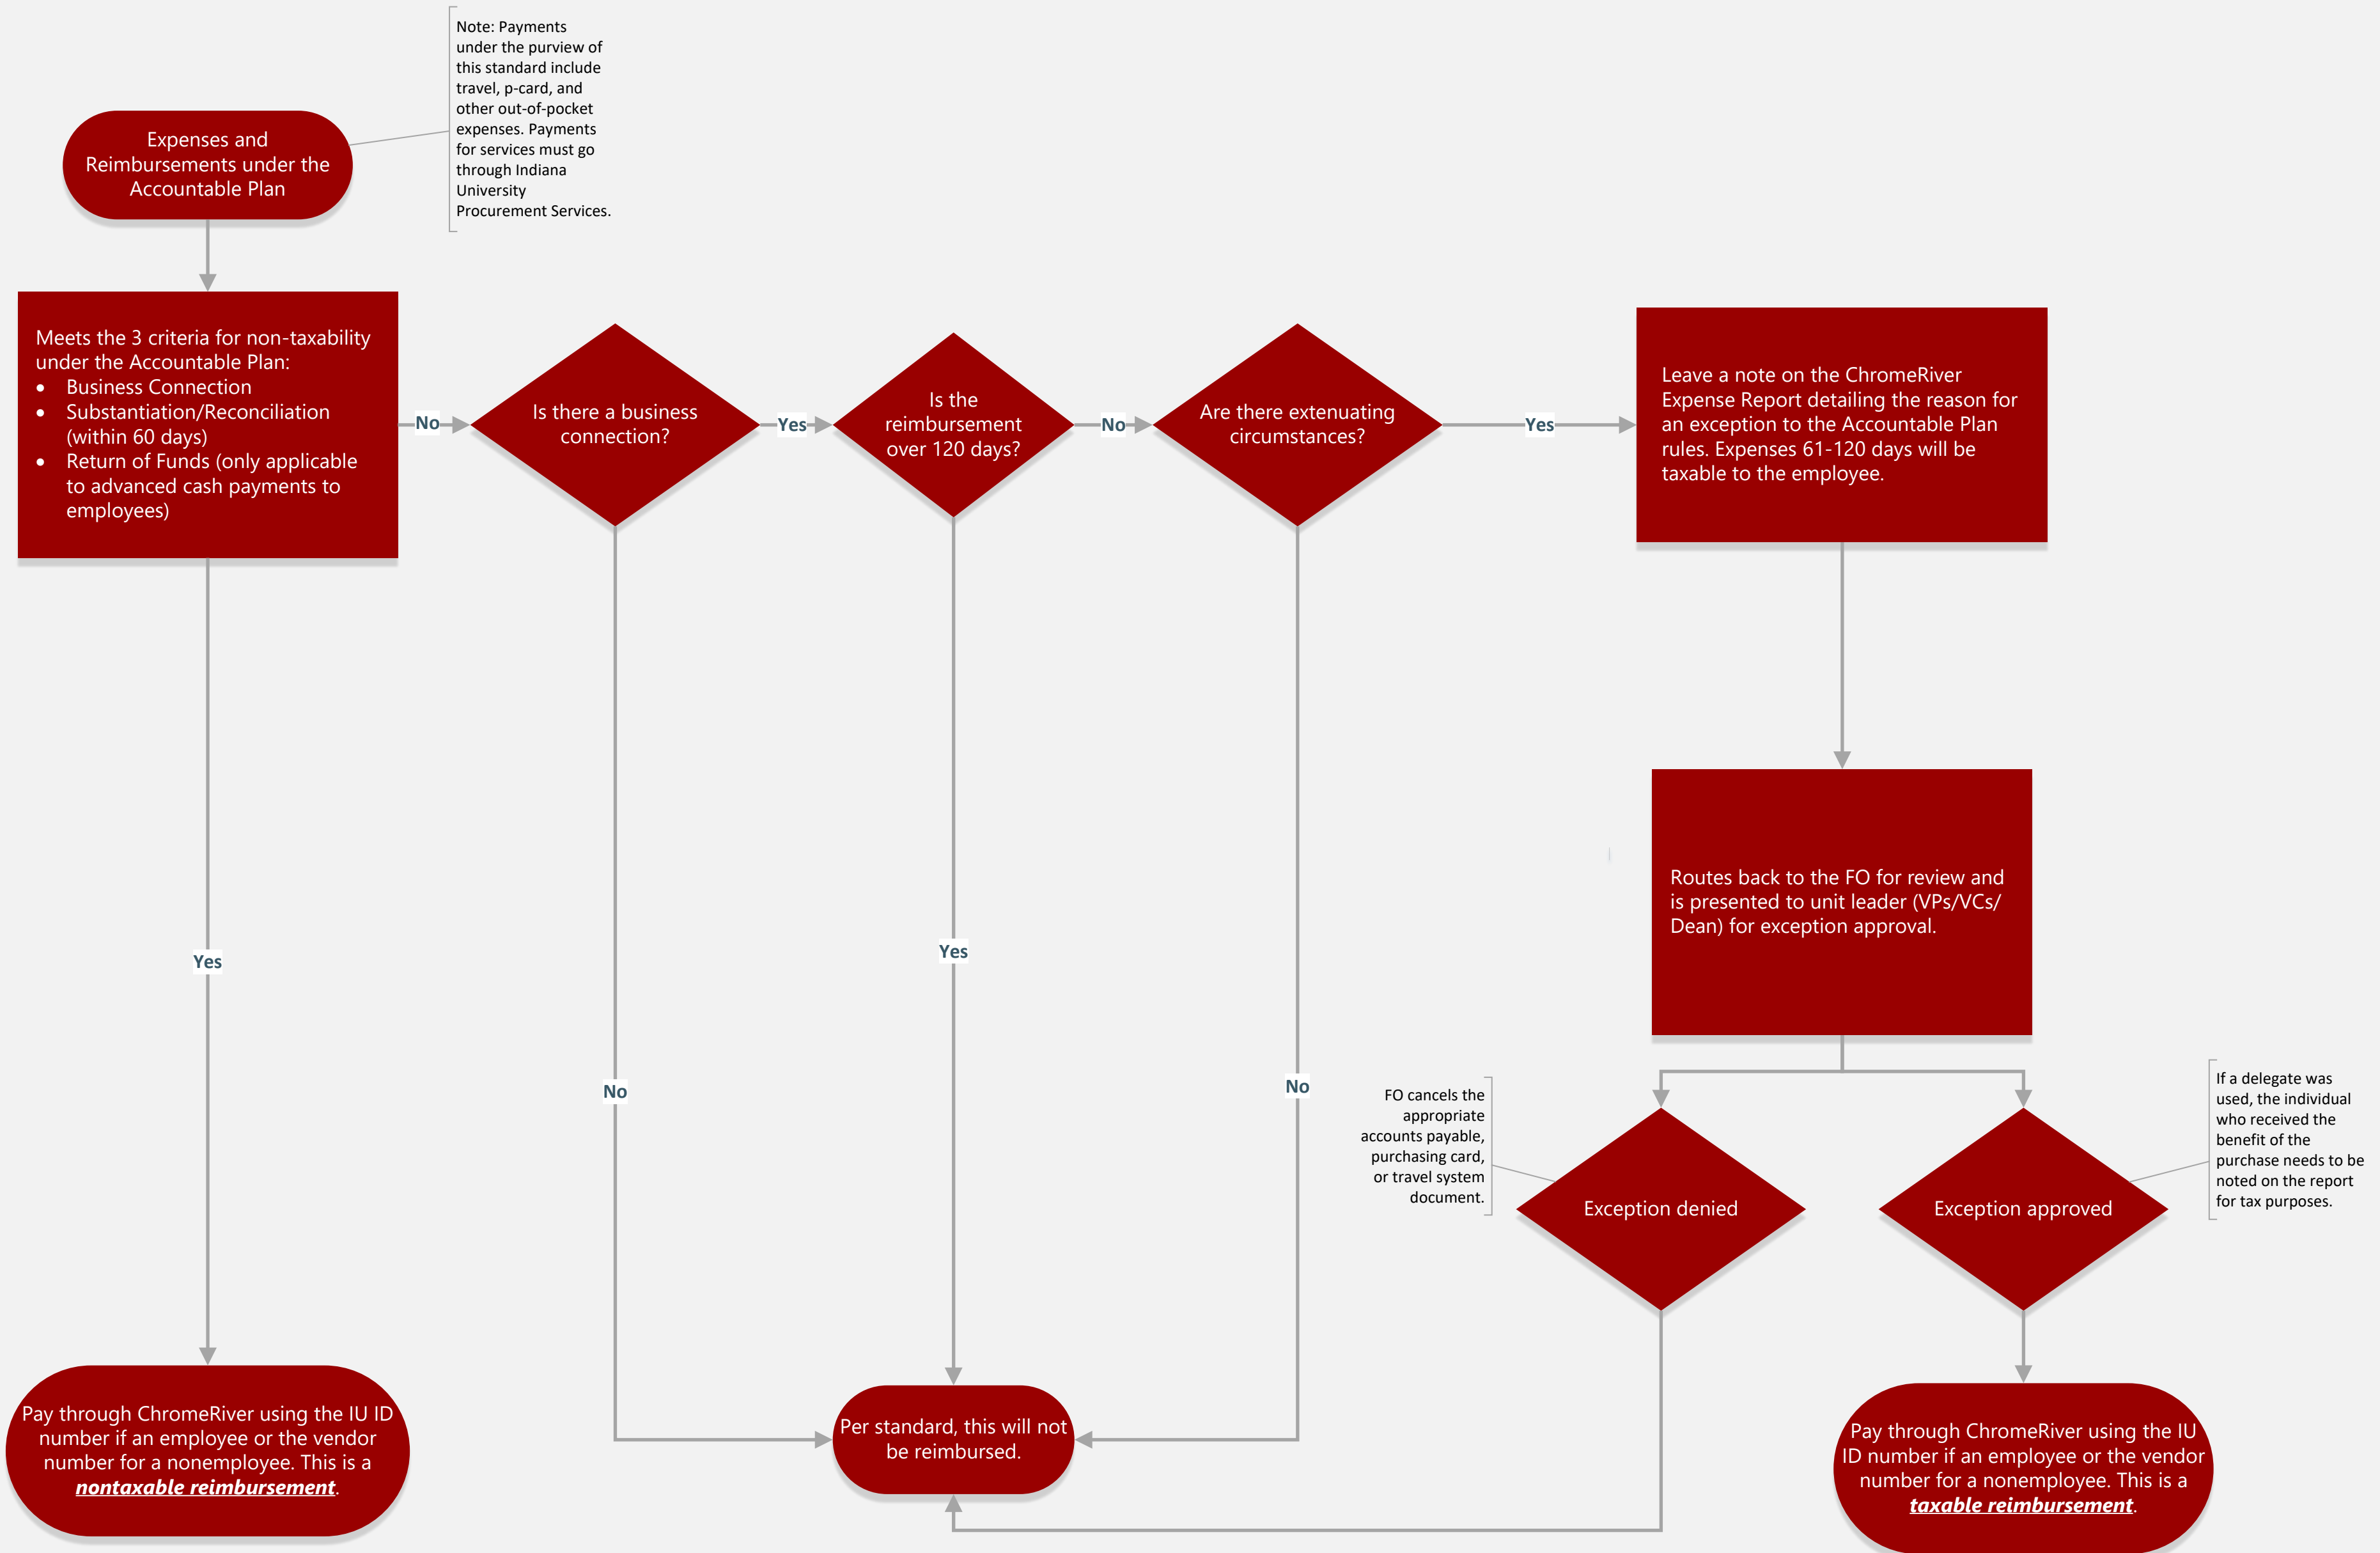 Note: Payments
under the purview of
this standard include
travel, p-card, and
other out-of-pocket
expenses. Payments
for services must go
through Indiana
University
Procurement Services.
Expenses and
Reimbursements under the
Accountable Plan
Meets the 3 criteria for non-taxability
under the Accountable Plan:
• Business Connection
• Substantiation/Reconciliation
(within 60 days)
• Return of Funds (only applicable
to advanced cash payments to
employees)
No
Is there a business
connection?
Yes
Is the
reimbursement
over 120 days?
No
Are there extenuating
circumstances?
Yes
Leave a note on the ChromeRiver
Expense Report detailing the reason for
an exception to the Accountable Plan
rules. Expenses 61-120 days will be
taxable to the employee.
Routes back to the FO for review and
is presented to unit leader (VPs/VCs/
Dean) for exception approval.
Yes
Yes
No
No
FO cancels the
appropriate
accounts payable,
purchasing card,
or travel system
document.
Exception denied
Exception approved
If a delegate was
used, the individual
who received the
benefit of the
purchase needs to be
noted on the report
for tax purposes.
Pay through ChromeRiver using the IU ID
number if an employee or the vendor
number for a nonemployee. This is a
nontaxable reimbursement.
Per standard, this will not
be reimbursed.
Pay through ChromeRiver using the IU
ID number if an employee or the vendor
number for a nonemployee. This is a
taxable reimbursement.